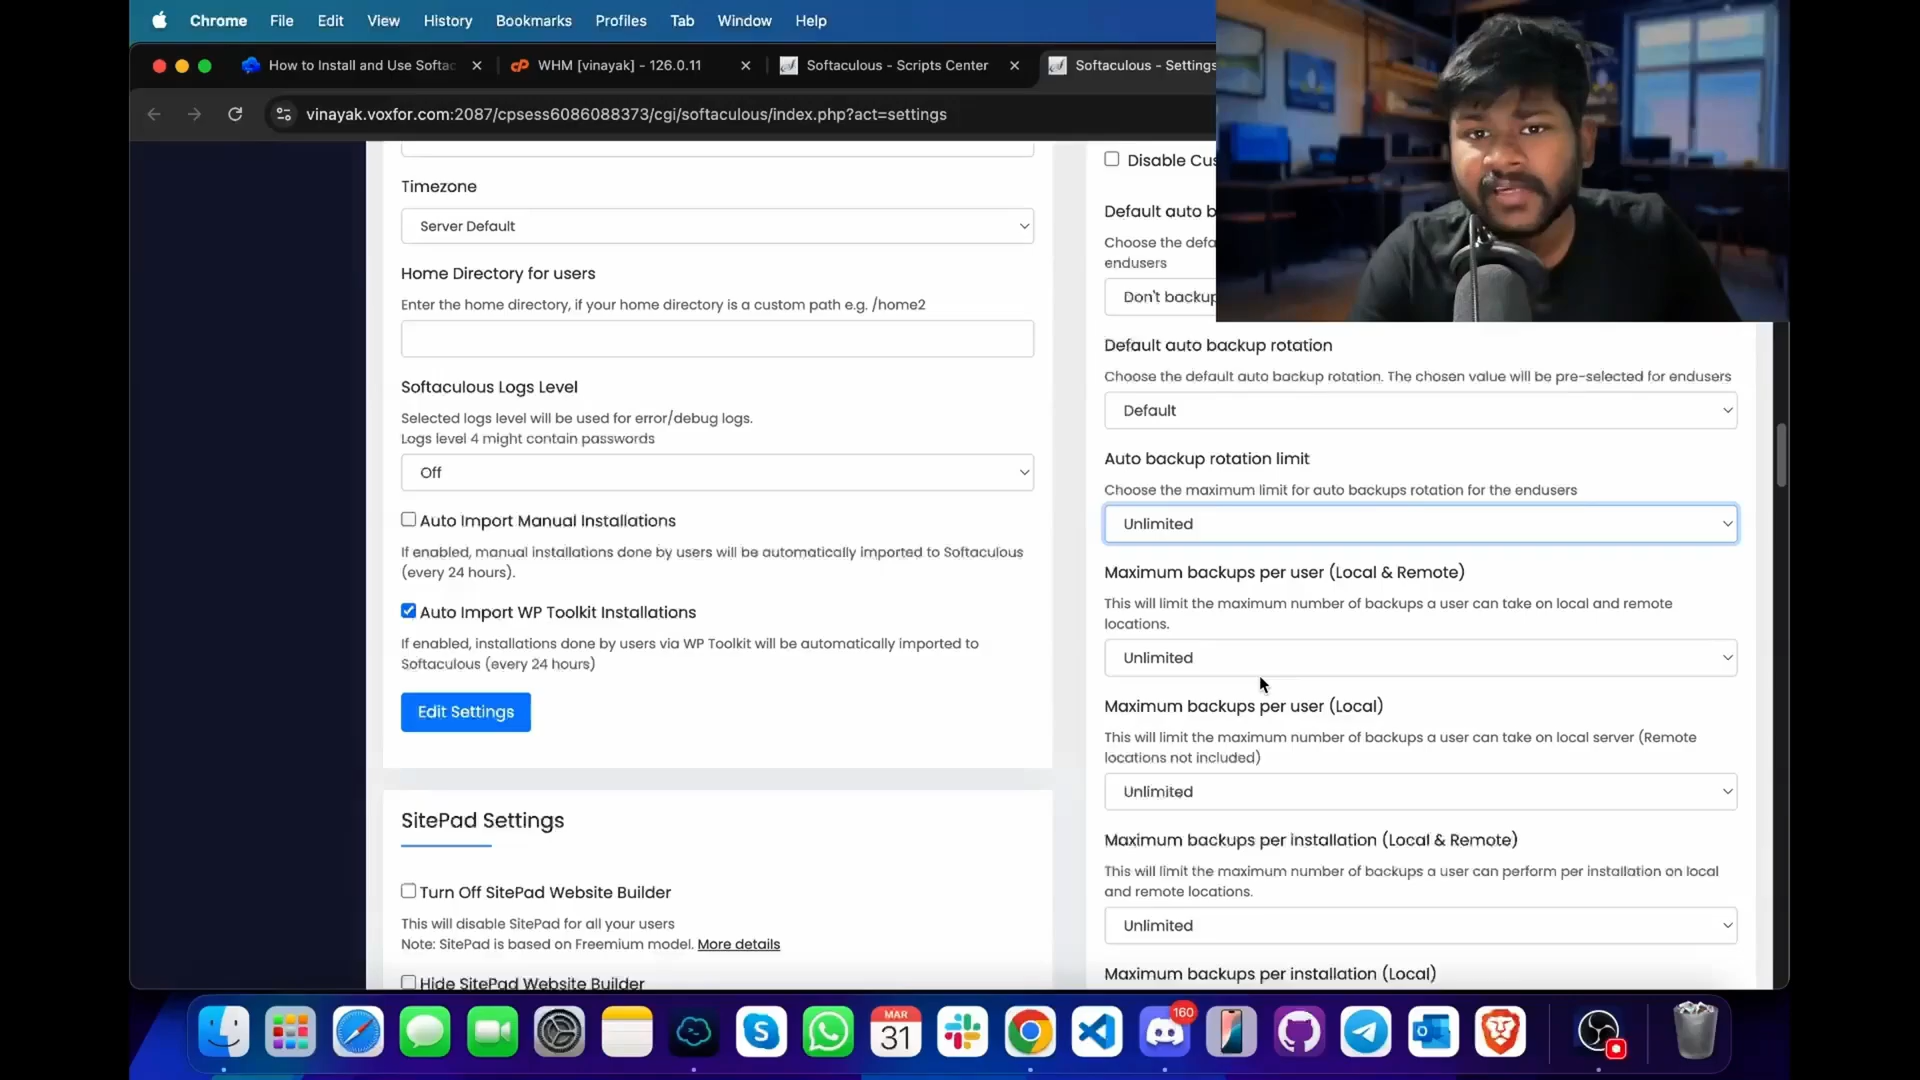 Chrome File Edit View History Bookmarks Profiles Tab Window Help
How to Install and Use Softac
WHM [vinayak] - 126.0.11
Softaculous - Scripts Center
Softaculous - Settings
vinayak.voxfor.com:2087/cpsess6086088373/cgi/softaculous/index.php?act=settings
Timezone
Server Default
Home Directory for users
Enter the home directory, if your home directory is a custom path e.g. /home2
Softaculous Logs Level
Selected logs level will be used for error/debug logs.
Logs level 4 might contain passwords
Off
Auto Import Manual Installations
If enabled, manual installations done by users will be automatically imported to Softaculous
(every 24 hours).
Auto Import WP Toolkit Installations
If enabled, installations done by users via WP Toolkit will be automatically imported to
Softaculous (every 24 hours)
Edit Settings
SitePad Settings
Turn Off SitePad Website Builder
This will disable SitePad for all your users
Note: SitePad is based on Freemium model. More details
Hide SitePad Website Builder
Disable Cus
Default auto b
Choose the defa
endusers
Don't backup
Default auto backup rotation
Choose the default auto backup rotation. The chosen value will be pre-selected for endusers
Default
Auto backup rotation limit
Choose the maximum limit for auto backups rotation for the endusers
Unlimited
Maximum backups per user (Local & Remote)
This will limit the maximum number of backups a user can take on local and remote
locations.
Unlimited
Maximum backups per user (Local)
This will limit the maximum number of backups a user can take on local server (Remote
locations not included)
Unlimited
Maximum backups per installation (Local & Remote)
This will limit the maximum number of backups a user can perform per installation on local
and remote locations.
Unlimited
Maximum backups per installation (Local)
MAR
31
160